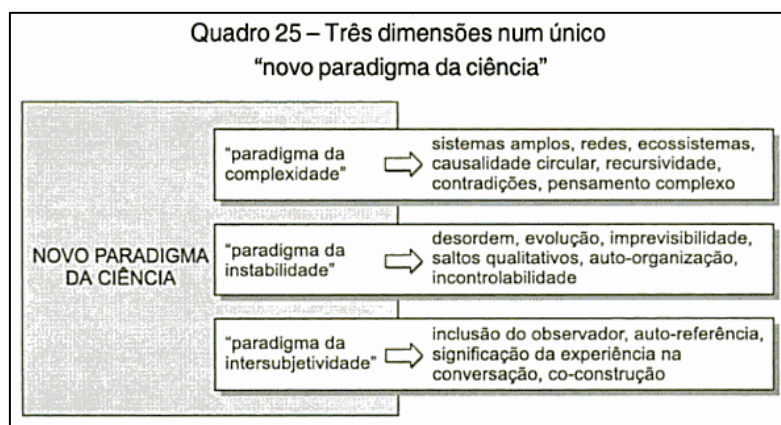 Quadro 25 – Três dimensões num único
“novo paradigma da ciência”
“paradigma da
complexidade”
sistemas amplos, redes, ecossistemas,
causalidade circular, recursividade,
contradições, pensamento complexo
NOVO PARADIGMA
DA CIÊNCIA
“paradigma da
instabilidade”
desordem, evolução, imprevisibilidade,
saltos qualitativos, auto-organização,
incontrolabilidade
“paradigma da
intersubjetividade”
inclusão do observador, auto-referência,
significação da experiência na
conversação, co-construção